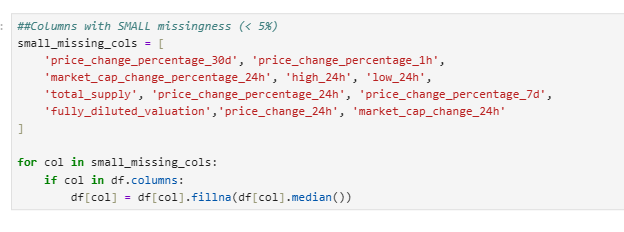 ##Columns with SMALL missingness (< 5%)
small_missing_cols = [
    'price_change_percentage_30d', 'price_change_percentage_1h',
    'market_cap_change_percentage_24h', 'high_24h', 'low_24h',
    'total_supply', 'price_change_percentage_24h', 'price_change_percentage_7d',
    'fully_diluted_valuation','price_change_24h', 'market_cap_change_24h'
]

for col in small_missing_cols:
    if col in df.columns:
        df[col] = df[col].fillna(df[col].median())